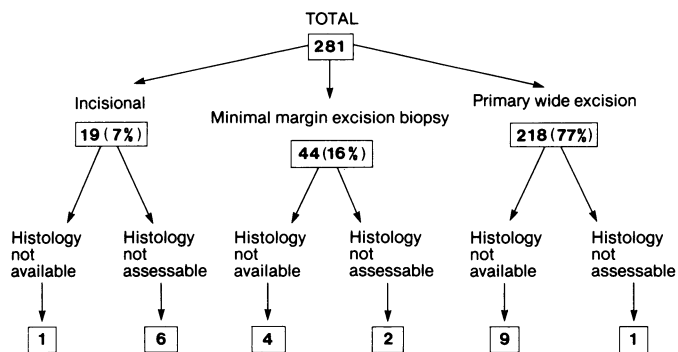 TOTAL
281
Incisional
Minimal margin excision biopsy
Primary wide excision
19 (7%)
44 (16%)
218 (77%)
Histology
not
available
Histology
not
assessable
Histology
not
available
Histology
not
assessable
Histology
not
available
Histology
not
assessable
1
6
4
2
9
1